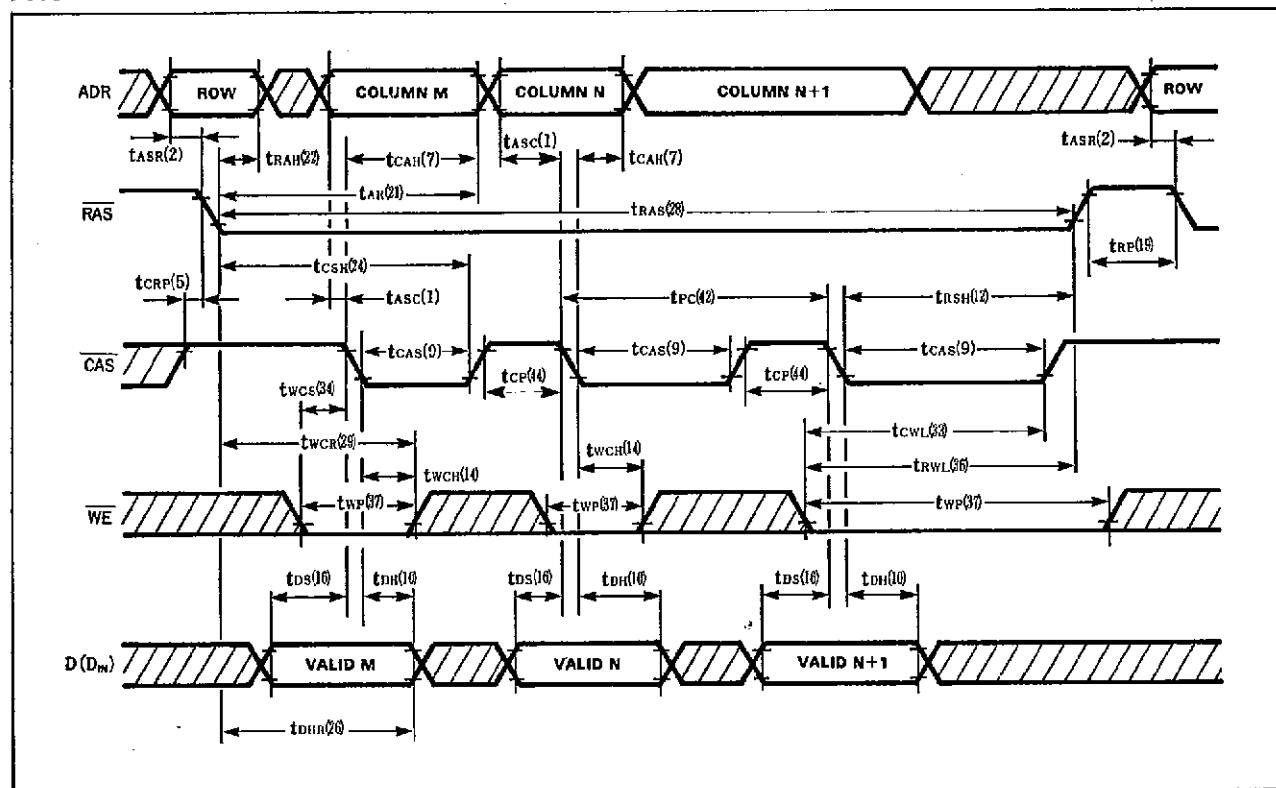 ADR ROW COLUMN M COLUMN N COLUMN N+1 ROW
tASR(2) tRAH(22) tCAH(7) tASC(1) tCAH(7) tASR(2)
tAR(21)
RAS tRAS(28)
tRP(19)
tCSH(24)
tCRP(5) tASC(1) tPC(42) tRSH(12)
CAS tCAS(9) tCAS(9) tCAS(9)
tCP(44) tCP(44)
tWCS(34)
tWCR(29) tCWL(33)
tWCH(14) tWCH(14) tRWL(36)
WE tWP(37) tWP(37) tWP(37)
tDS(16) tDH(10) tDS(16) tDH(10) tDS(16) tDH(10)
D(DIN) VALID M VALID N VALID N+1
tDHR(26)